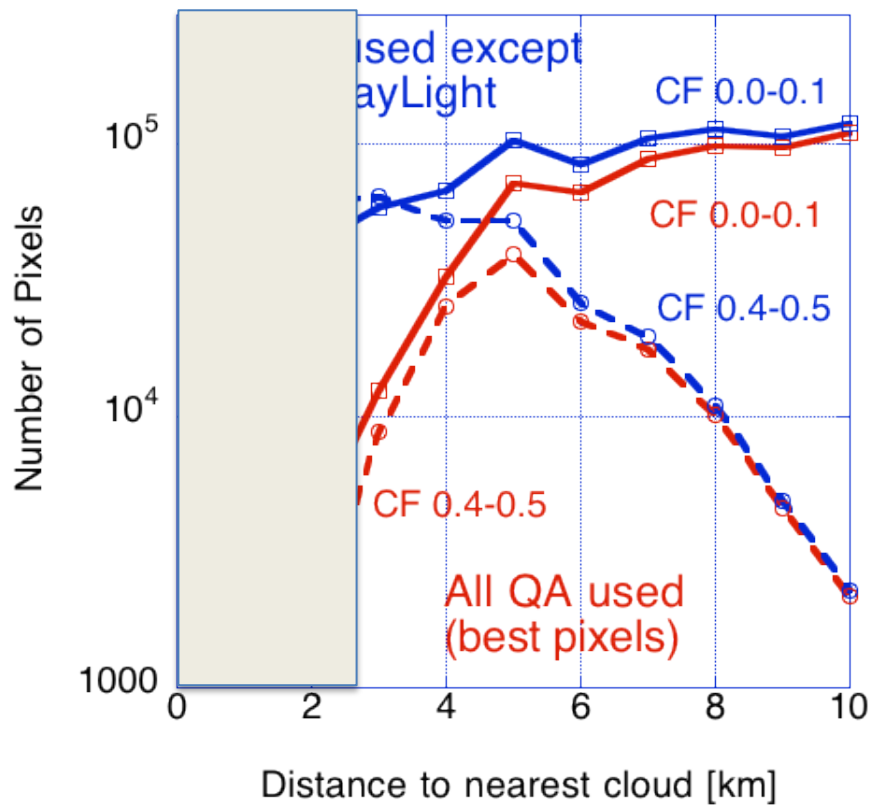 used except
ayLight
CF 0.0-0.1
10⁵
CF 0.0-0.1
CF 0.4-0.5
Number of Pixels
10⁴
CF 0.4-0.5
All QA used
(best pixels)
1000
0 2 4 6 8 10
Distance to nearest cloud [km]